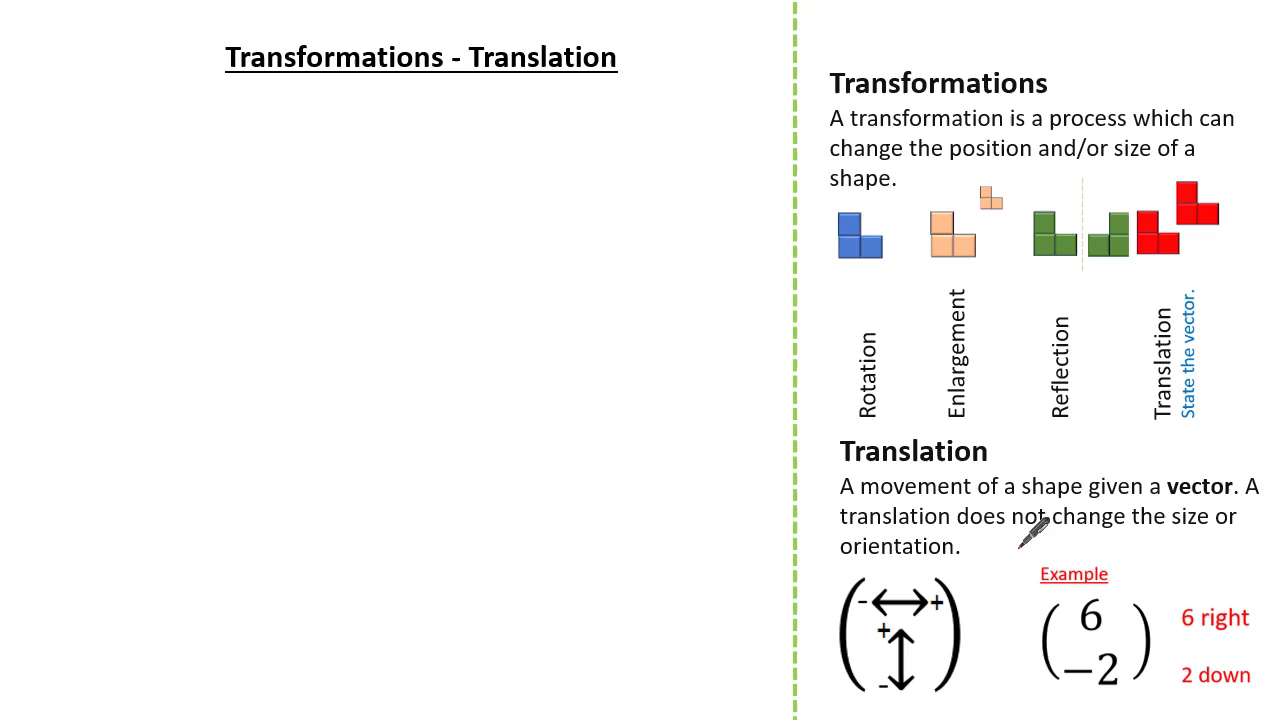 Transformations - Translation
Transformations
A transformation is a process which can
change the position and/or size of a
shape.
Rotation
Enlargement
Reflection
Translation
State the vector.
Translation
A movement of a shape given a vector. A
translation does not change the size or
orientation.
Example
- +
+
-
6
−2
6 right
2 down